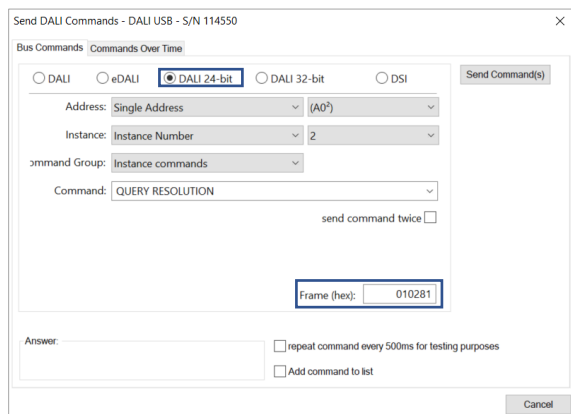 Send DALI Commands - DALI USB - S/N 114550
Bus Commands Commands Over Time
DALI eDALI DALI 24-bit DALI 32-bit DSI Send Command(s)
Address: Single Address (A0²)
Instance: Instance Number 2
ommand Group: Instance commands
Command: QUERY RESOLUTION
send command twice
Frame (hex): 010281
Answer:
repeat command every 500ms for testing purposes
Add command to list
Cancel